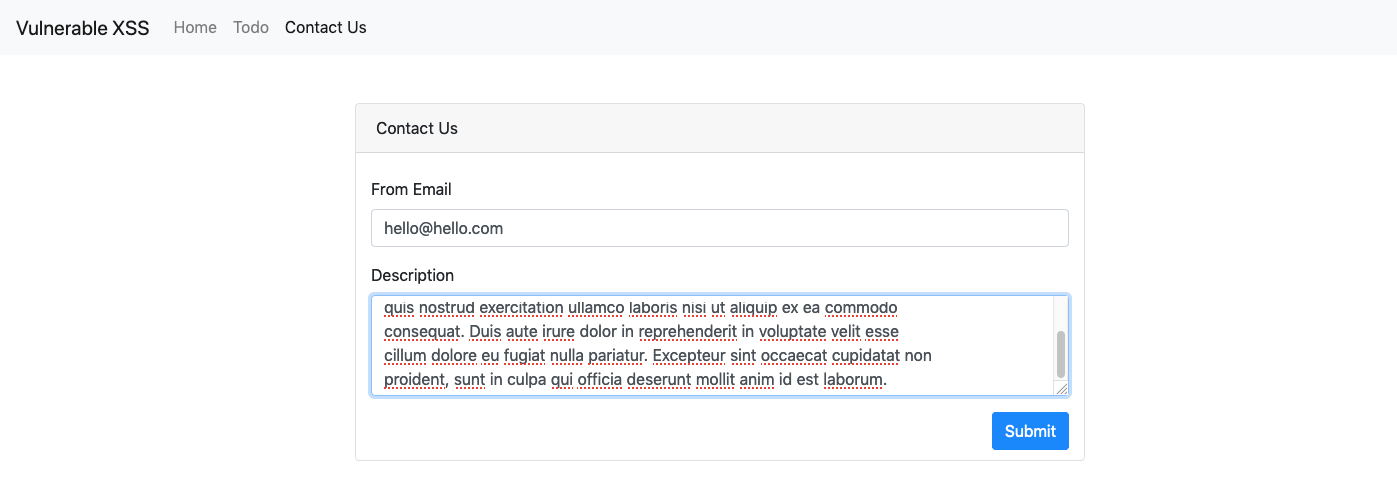 Vulnerable XSS Home Todo Contact Us
Contact Us
From Email
hello@hello.com
Description
quis nostrud exercitation ullamco laboris nisi ut aliquip ex ea commodo
consequat. Duis aute irure dolor in reprehenderit in voluptate velit esse
cillum dolore eu fugiat nulla pariatur. Excepteur sint occaecat cupidatat non
proident, sunt in culpa qui officia deserunt mollit anim id est laborum.
Submit